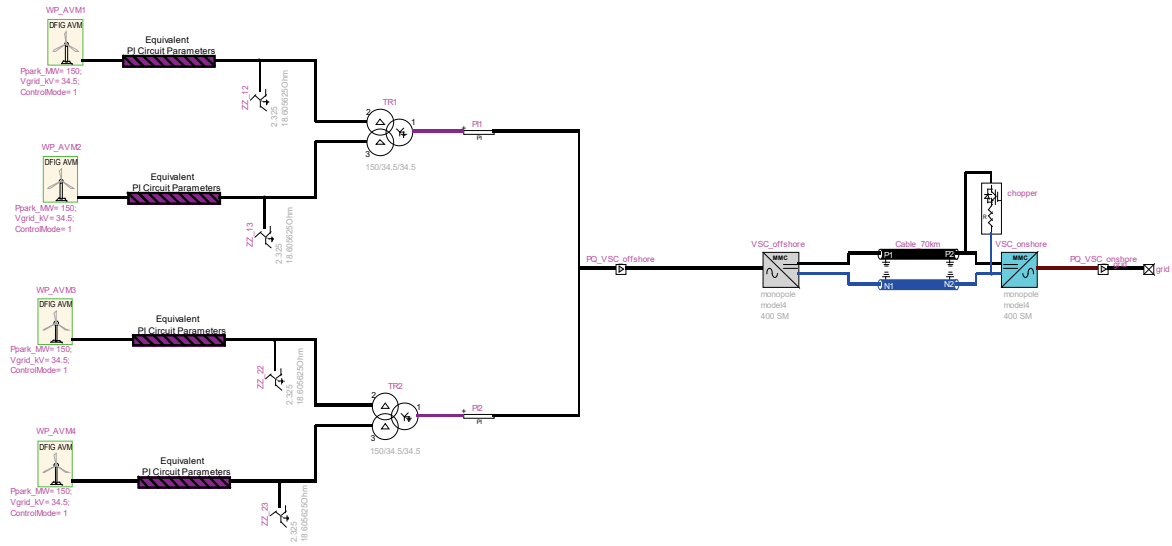 WP_AVM1
DFIG AVM
Ppark_MW= 150;
Vgrid_kV= 34.5;
ControlMode= 1
Equivalent
PI Circuit Parameters
ZZ_12
2.325
18.605625Ohm
WP_AVM2
DFIG AVM
Ppark_MW= 150;
Vgrid_kV= 34.5;
ControlMode= 1
Equivalent
PI Circuit Parameters
ZZ_13
2.325
18.605625Ohm
TR1
2
3
1
150/34.5/34.5
PI1
+
PI
WP_AVM3
DFIG AVM
Ppark_MW= 150;
Vgrid_kV= 34.5;
ControlMode= 1
Equivalent
PI Circuit Parameters
ZZ_22
2.325
18.605625Ohm
WP_AVM4
DFIG AVM
Ppark_MW= 150;
Vgrid_kV= 34.5;
ControlMode= 1
Equivalent
PI Circuit Parameters
ZZ_23
2.325
18.605625Ohm
TR2
2
3
1
150/34.5/34.5
PI2
+
PI
PQ_VSC_offshore
VSC_offshore
MMC
monopole
model4
400 SM
Cable_70km
P1
P2
N1
N2
chopper
R
VSC_onshore
MMC
monopole
model4
400 SM
PQ_VSC_onshore
grid